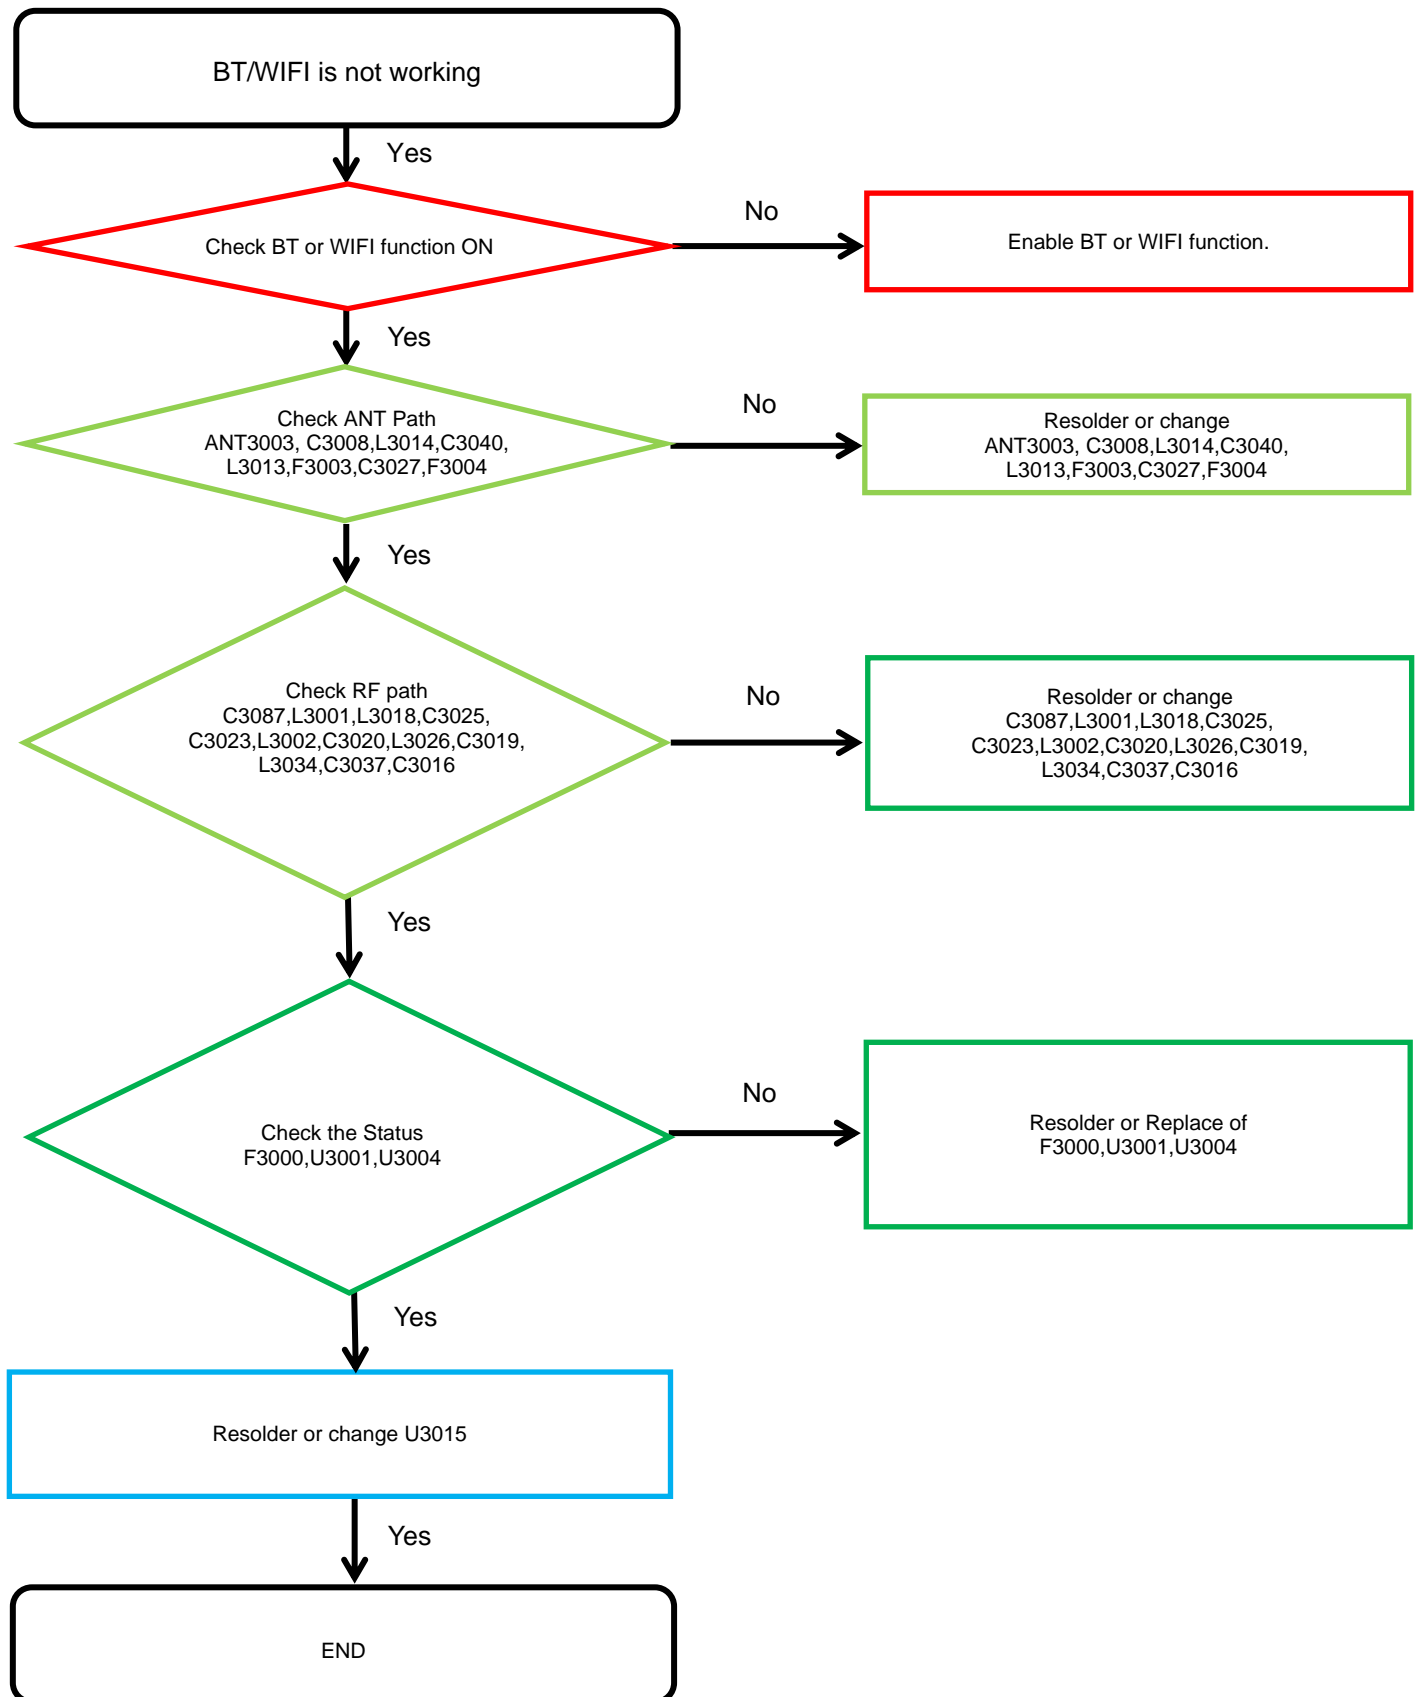 BT/WIFI is not working
Yes
Check BT or WIFI function ON
No
Enable BT or WIFI function.
Yes
Check ANT Path
ANT3003, C3008,L3014,C3040,
L3013,F3003,C3027,F3004
No
Resolder or change
ANT3003, C3008,L3014,C3040,
L3013,F3003,C3027,F3004
Yes
Check RF path
C3087,L3001,L3018,C3025,
C3023,L3002,C3020,L3026,C3019,
L3034,C3037,C3016
No
Resolder or change
C3087,L3001,L3018,C3025,
C3023,L3002,C3020,L3026,C3019,
L3034,C3037,C3016
Yes
Check the Status
F3000,U3001,U3004
No
Resolder or Replace of
F3000,U3001,U3004
Yes
Resolder or change U3015
Yes
END